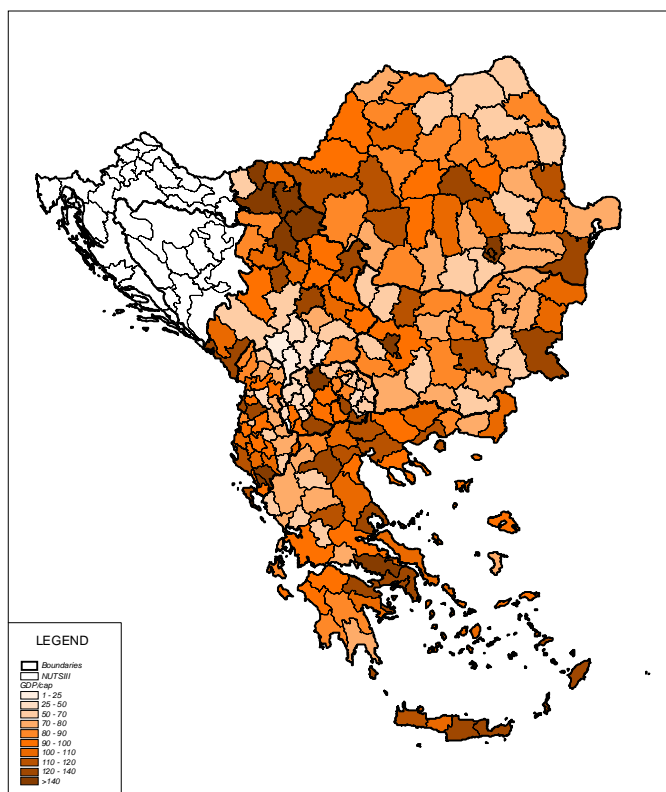 LEGEND
Boundaries
NUTSIII
GDP/cap
1 - 25
25 - 50
50 - 70
70 - 80
80 - 90
90 - 100
100 - 110
110 - 120
120 - 140
>140